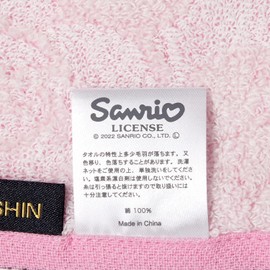 Sanrio
LICENSE
© 2022 SANRIO CO., LTD. Ⓛ
タオルの特性上多少毛羽が落ちます。又
色移り、色落ちすることがあります。洗濯
ネットをご使用の上、単独洗いをしてくださ
い。塩素系漂白剤は使用しないでください。
糸は引っ張ると抜けますので取り扱いには
十分注意してください。
綿 100%
Made in China
SHIN